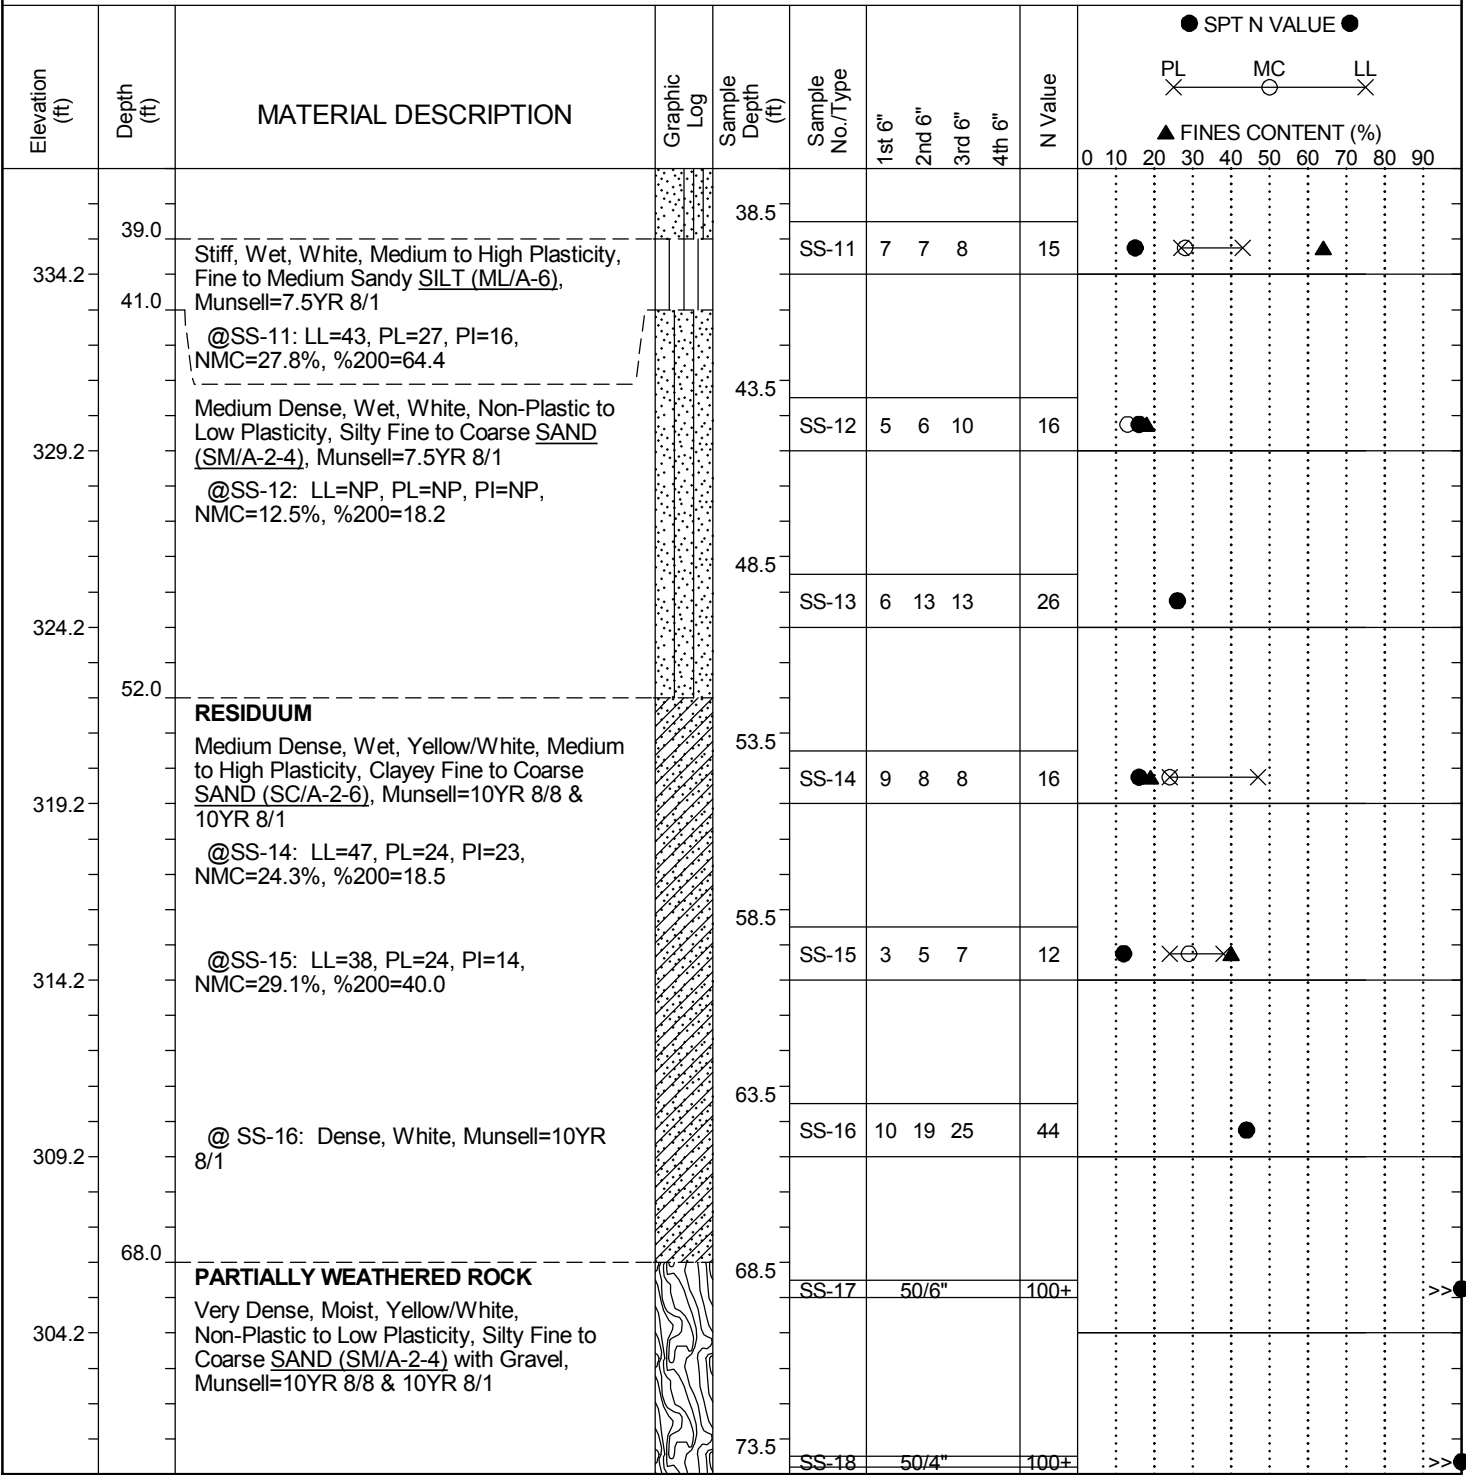 ● SPT N VALUE ●
PL MC LL
▲ FINES CONTENT (%)
0 10 20 30 40 50 60 70 80 90
Elevation (ft)
Depth (ft)
MATERIAL DESCRIPTION
Graphic Log
Sample Depth (ft)
Sample No./Type
1st 6"
2nd 6"
3rd 6"
4th 6"
N Value
38.5
39.0
Stiff, Wet, White, Medium to High Plasticity,
SS-11 7 7 8 15
334.2
Fine to Medium Sandy SILT (ML/A-6),
41.0
Munsell=7.5YR 8/1
@SS-11: LL=43, PL=27, PI=16,
NMC=27.8%, %200=64.4
43.5
Medium Dense, Wet, White, Non-Plastic to
Low Plasticity, Silty Fine to Coarse SAND
SS-12 5 6 10 16
329.2
(SM/A-2-4), Munsell=7.5YR 8/1
@SS-12: LL=NP, PL=NP, PI=NP,
NMC=12.5%, %200=18.2
48.5
SS-13 6 13 13 26
324.2
52.0
RESIDUUM
53.5
Medium Dense, Wet, Yellow/White, Medium
to High Plasticity, Clayey Fine to Coarse
SS-14 9 8 8 16
319.2
SAND (SC/A-2-6), Munsell=10YR 8/8 &
10YR 8/1
@SS-14: LL=47, PL=24, PI=23,
NMC=24.3%, %200=18.5
58.5
@SS-15: LL=38, PL=24, PI=14,
SS-15 3 5 7 12
314.2
NMC=29.1%, %200=40.0
63.5
@ SS-16: Dense, White, Munsell=10YR
SS-16 10 19 25 44
309.2
8/1
68.0
68.5
PARTIALLY WEATHERED ROCK
SS-17 50/6" 100+ >>
Very Dense, Moist, Yellow/White,
304.2
Non-Plastic to Low Plasticity, Silty Fine to
Coarse SAND (SM/A-2-4) with Gravel,
Munsell=10YR 8/8 & 10YR 8/1
73.5
SS-18 50/4" 100+ >>